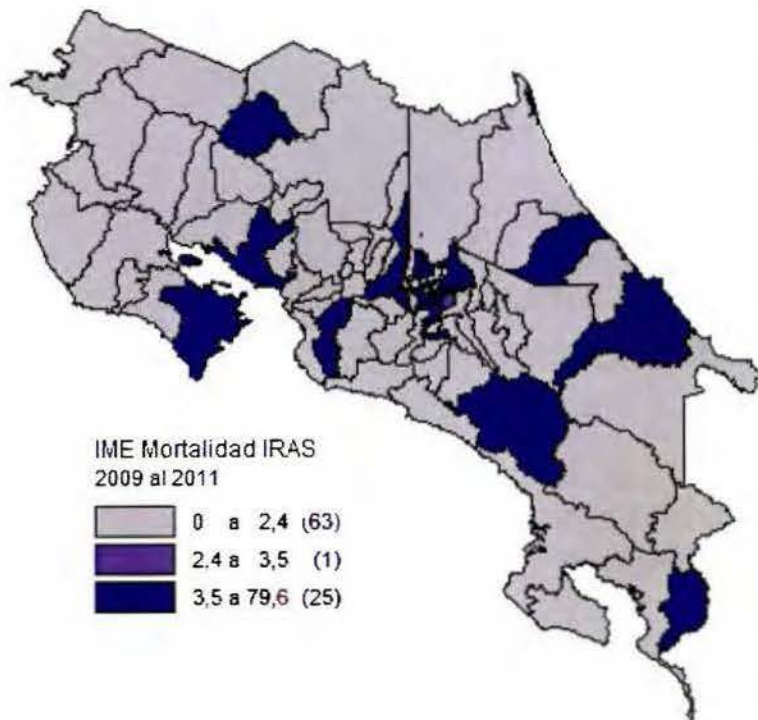 IME Mortalidad IRAS
2009 al 2011
0 a 2,4 (63)
2,4 a 3,5 (1)
3,5 a 79,6 (25)